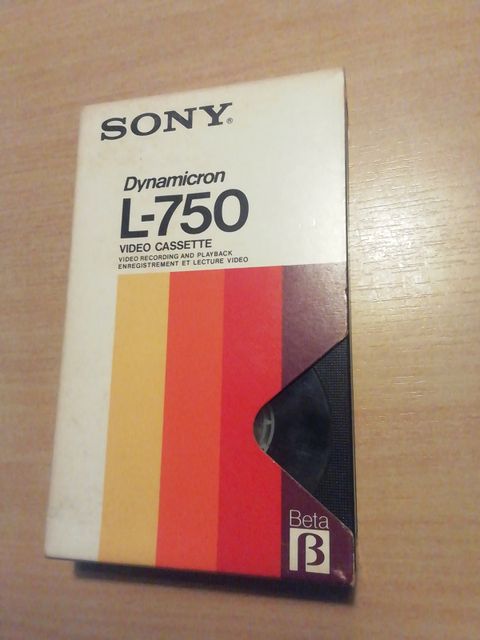 SONY®
Dynamicron
L-750
VIDEO CASSETTE
VIDEO RECORDING AND PLAYBACK
ENREGISTREMENT ET LECTURE VIDEO
Beta
β